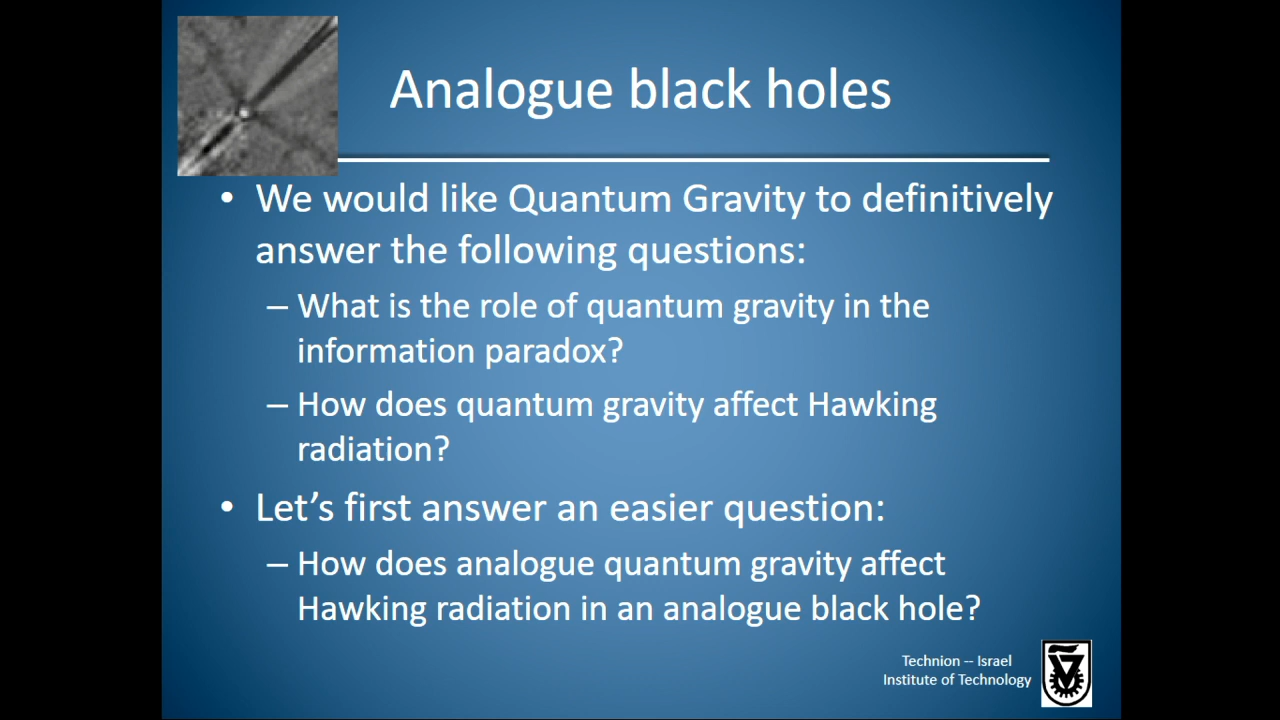 Analogue black holes
• We would like Quantum Gravity to definitively
answer the following questions:
– What is the role of quantum gravity in the
information paradox?
– How does quantum gravity affect Hawking
radiation?
• Let’s first answer an easier question:
– How does analogue quantum gravity affect
Hawking radiation in an analogue black hole?
Technion -- Israel
Institute of Technology